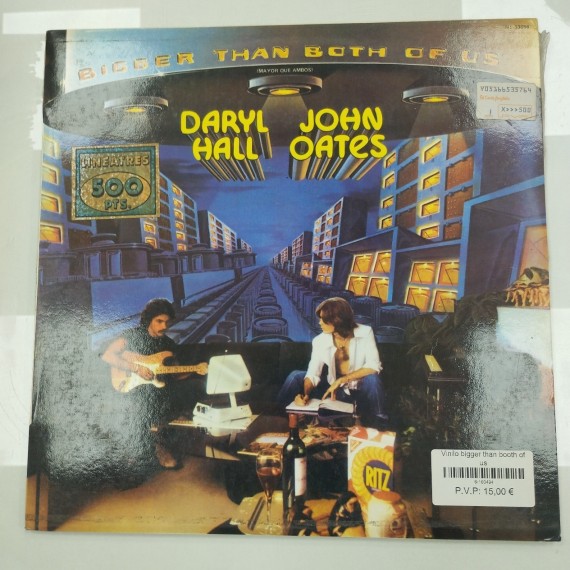 BIGGER THAN BOTH OF US
(MAYOR QUE AMBOS)
DARYL JOHN
HALL OATES
LINEATRES
500
PTS.
RITZ
Vinilo bigger than booth of
us
P.V.P: 15,00 €